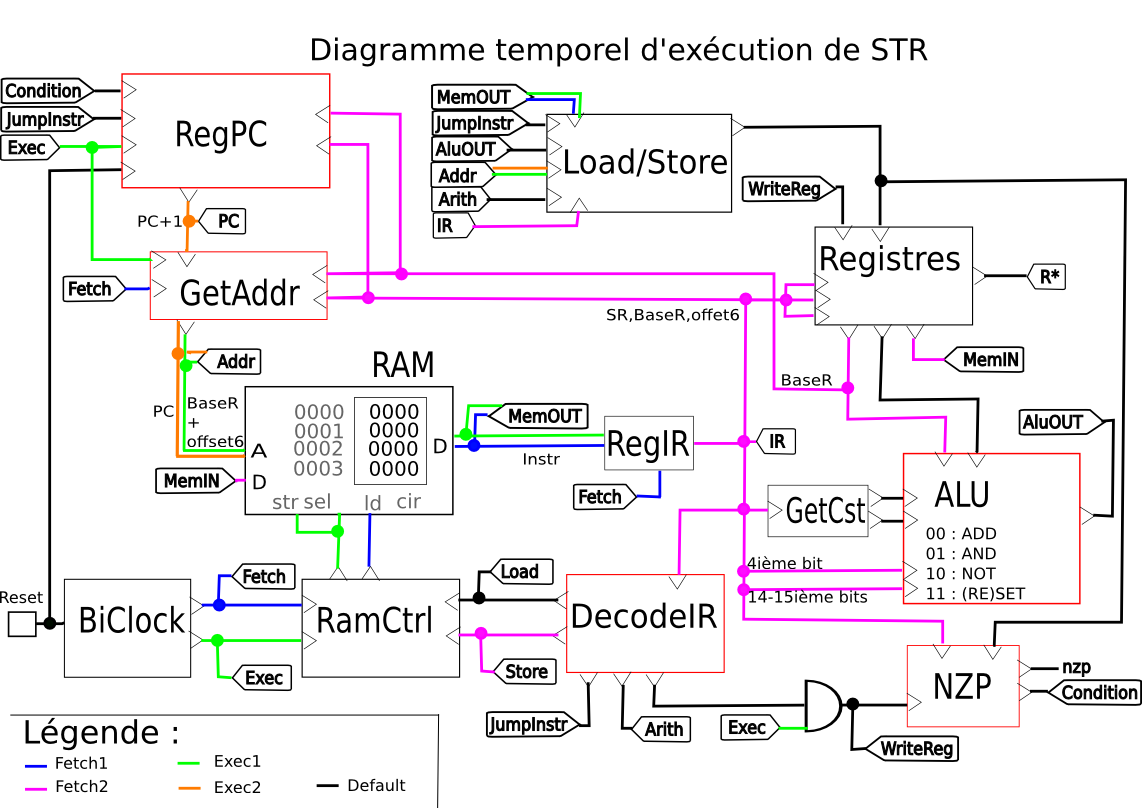 Diagramme temporel d'exécution de STR
Condition
JumpInstr
Exec
RegPC
PC+1
PC
GetAddr
Fetch
Addr
PC
BaseR
+
offset6
MemOUT
JumpInstr
AluOUT
Addr
Arith
IR
Load/Store
WriteReg
Registres
R*
SR,BaseR,offet6
BaseR
MemIN
RAM
0000 0000
0001 0000
0002 0000
0003 0000
A
D
D
str sel ld cir
MemIN
MemOUT
Instr
RegIR
Fetch
IR
AluOUT
GetCst
ALU
00 : ADD
01 : AND
10 : NOT
11 : (RE)SET
4ième bit
14-15ième bits
Reset
BiClock
Fetch
Exec
RamCtrl
Load
Store
DecodeIR
JumpInstr
Arith
Exec
WriteReg
NZP
nzp
Condition
Légende :
Fetch1
Fetch2
Exec1
Exec2
Default